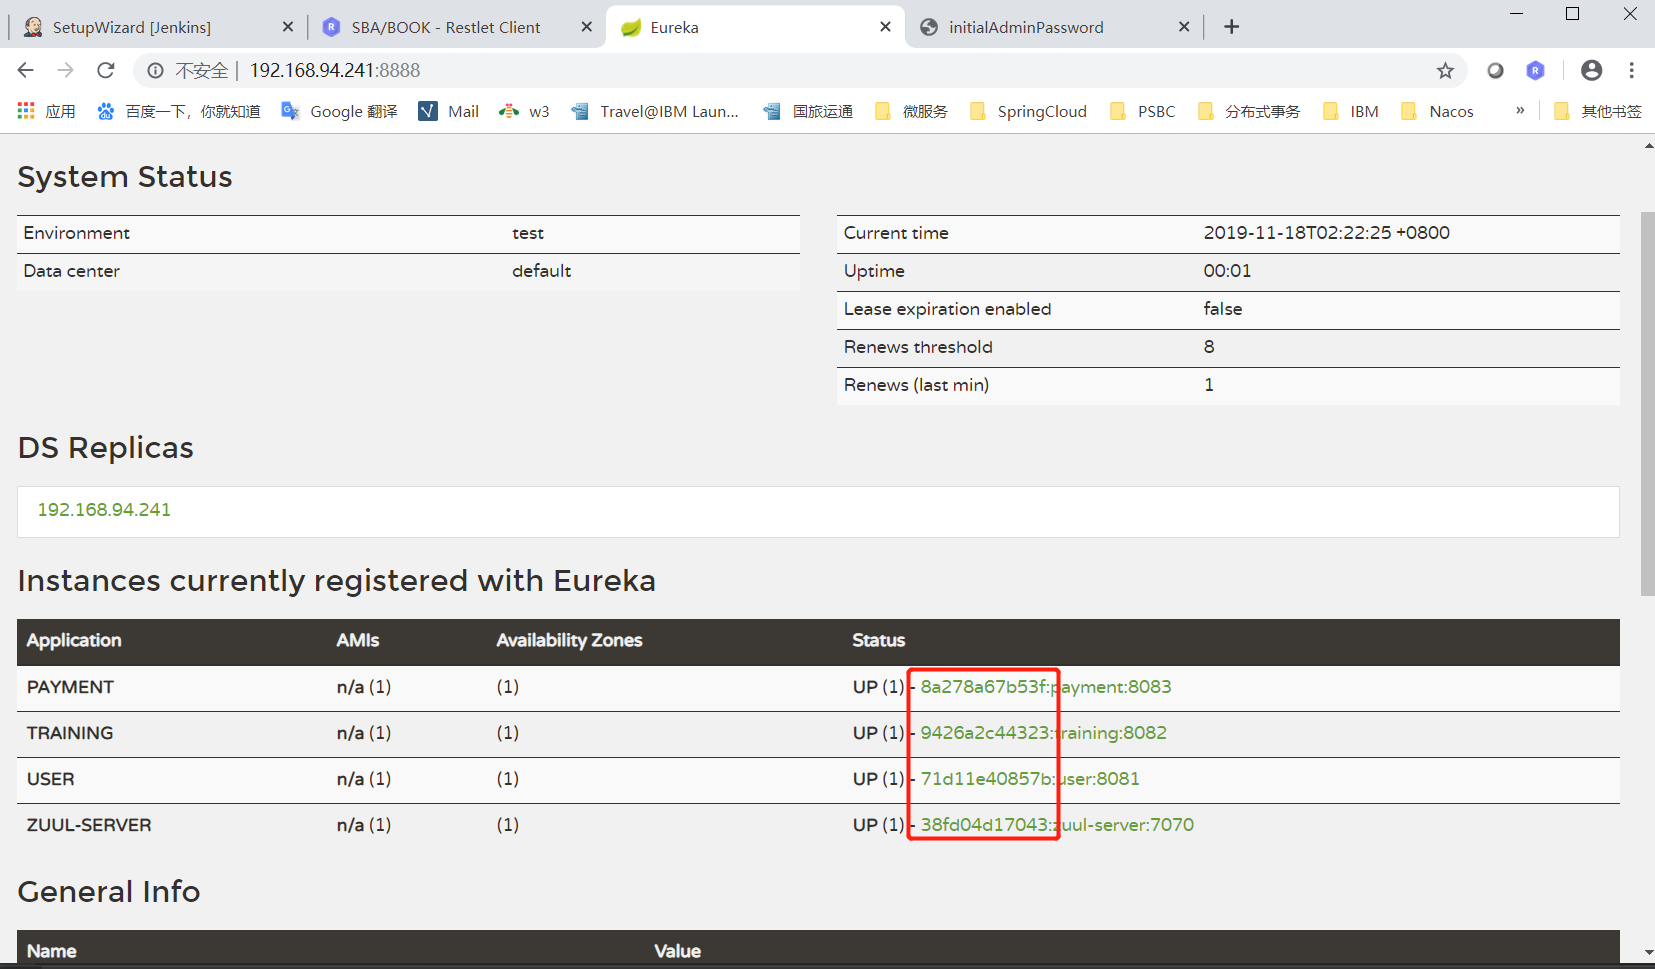 SetupWizard [Jenkins]
SBA/BOOK - Restlet Client
Eureka
initialAdminPassword
不安全 | 192.168.94.241:8888
应用
百度一下，你就知道
Google 翻译
Mail
w3
Travel@IBM Laun...
国旅运通
微服务
SpringCloud
PSBC
分布式事务
IBM
Nacos
»
其他书签
System Status
Environment test
Data center default
Current time 2019-11-18T02:22:25 +0800
Uptime 00:01
Lease expiration enabled false
Renews threshold 8
Renews (last min) 1
DS Replicas
192.168.94.241
Instances currently registered with Eureka
Application AMIs Availability Zones Status
PAYMENT n/a (1) (1) UP (1) - 8a278a67b53f:payment:8083
TRAINING n/a (1) (1) UP (1) - 9426a2c44323:training:8082
USER n/a (1) (1) UP (1) - 71d11e40857b:user:8081
ZUUL-SERVER n/a (1) (1) UP (1) - 38fd04d17043:zuul-server:7070
General Info
Name Value